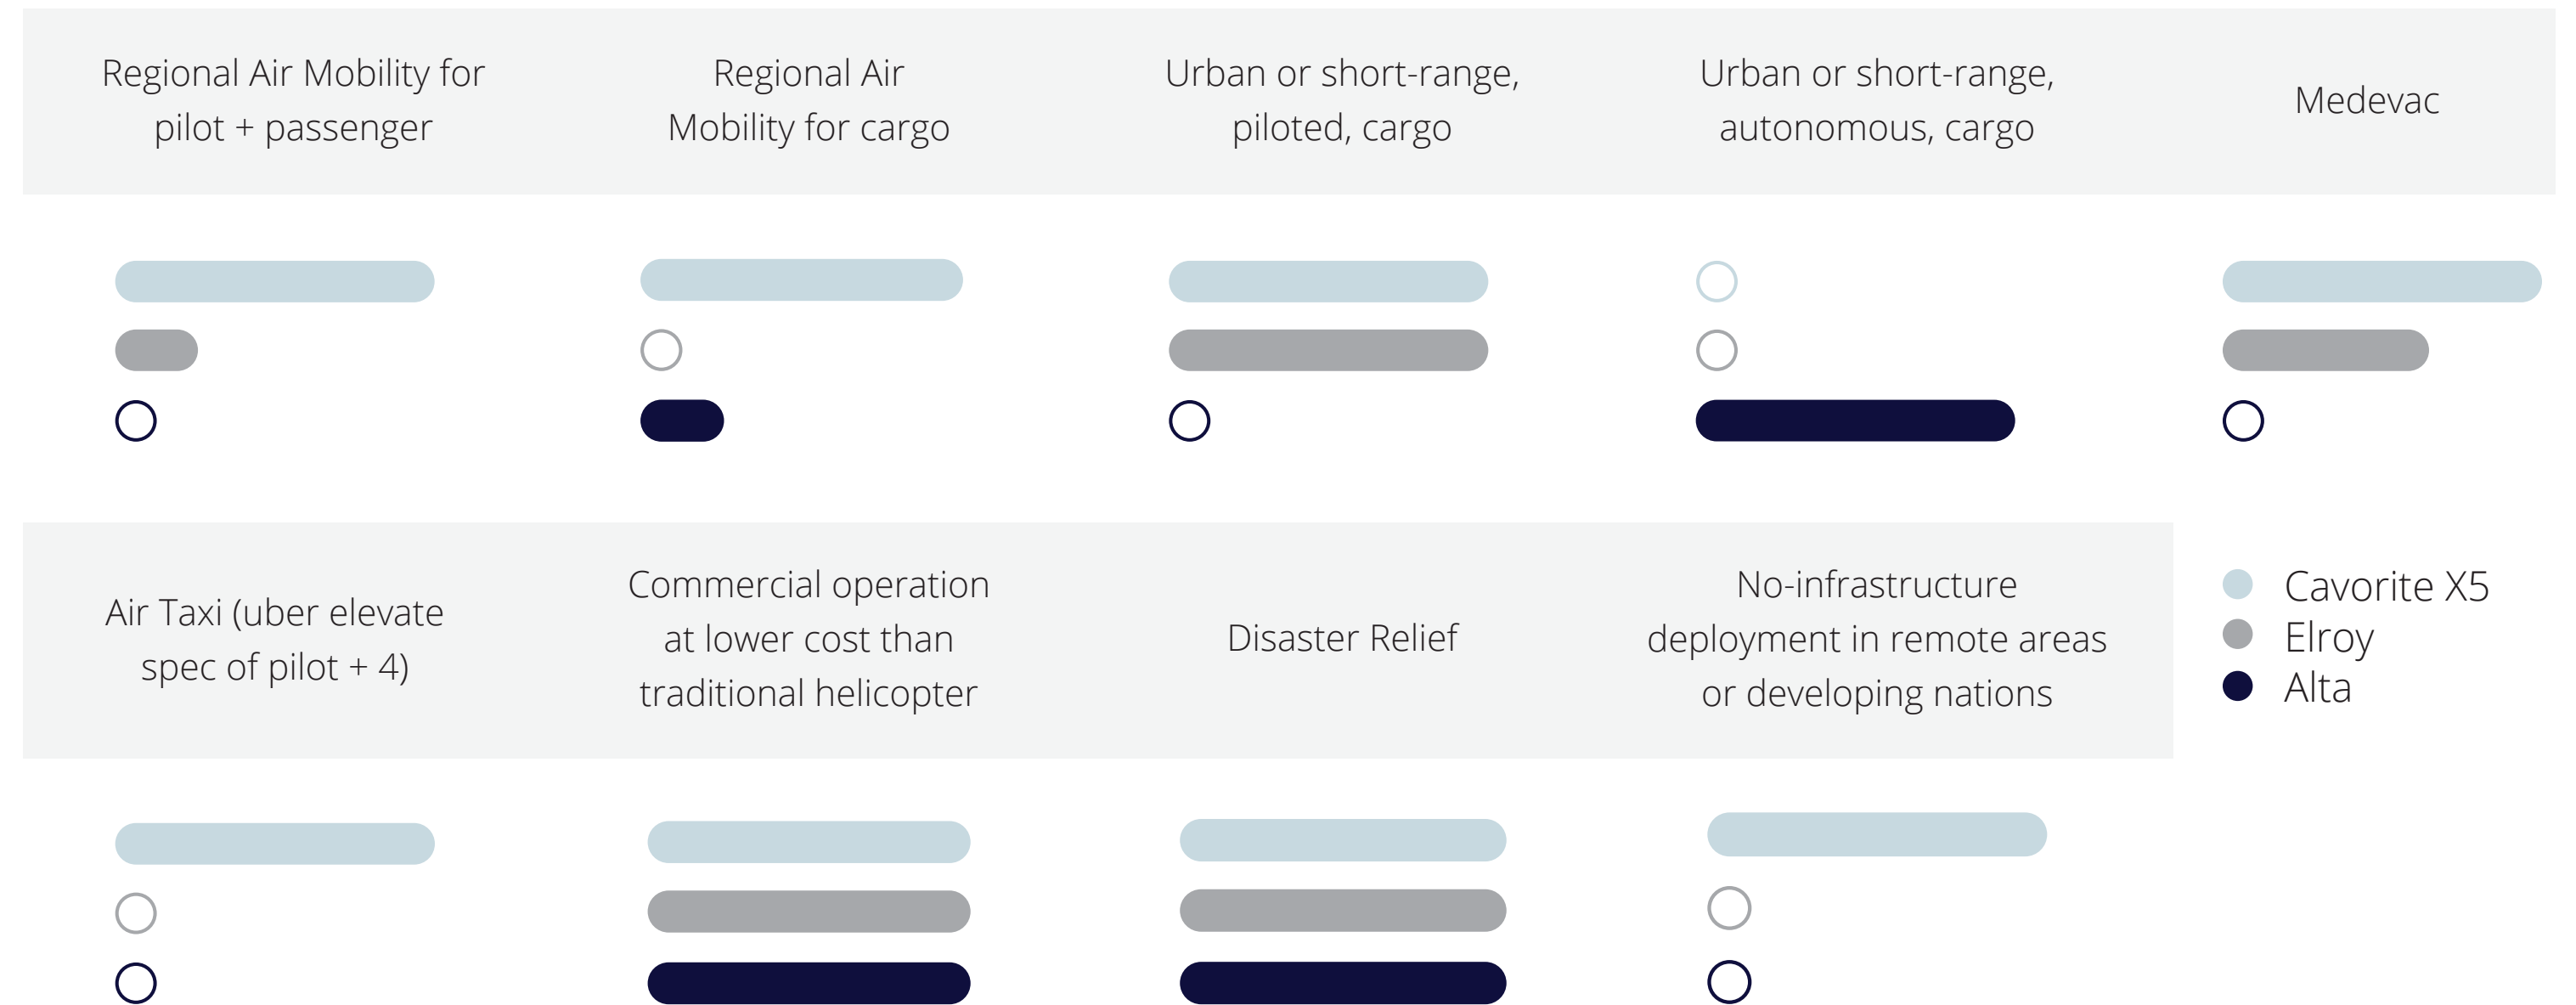 Regional Air Mobility for
pilot + passenger
Regional Air
Mobility for cargo
Urban or short-range,
piloted, cargo
Urban or short-range,
autonomous, cargo
Medevac
Air Taxi (uber elevate
spec of pilot + 4)
Commercial operation
at lower cost than
traditional helicopter
Disaster Relief
No-infrastructure
deployment in remote areas
or developing nations
Cavorite X5
Elroy
Alta